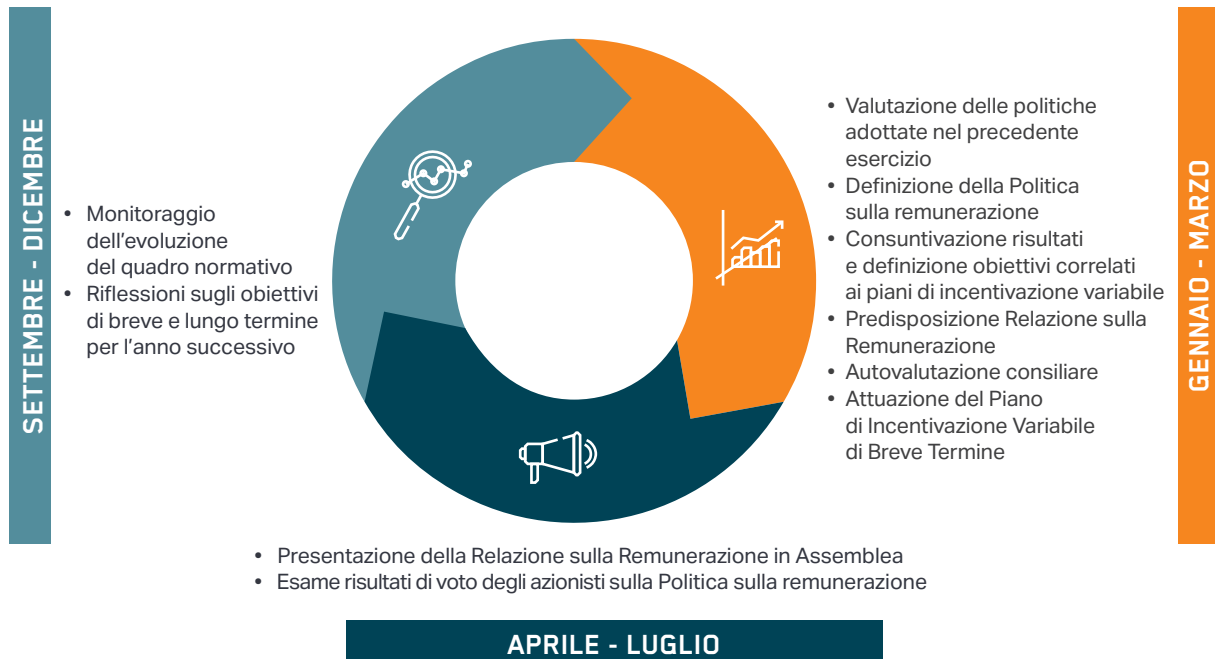 SETTEMBRE - DICEMBRE
• Monitoraggio
dell'evoluzione
del quadro normativo
• Riflessioni sugli obiettivi
di breve e lungo termine
per l'anno successivo
• Valutazione delle politiche
adottate nel precedente
esercizio
• Definizione della Politica
sulla remunerazione
• Consuntivazione risultati
e definizione obiettivi correlati
ai piani di incentivazione variabile
• Predisposizione Relazione sulla
Remunerazione
• Autovalutazione consiliare
• Attuazione del Piano
di Incentivazione Variabile
di Breve Termine
GENNAIO - MARZO
• Presentazione della Relazione sulla Remunerazione in Assemblea
• Esame risultati di voto degli azionisti sulla Politica sulla remunerazione
APRILE - LUGLIO